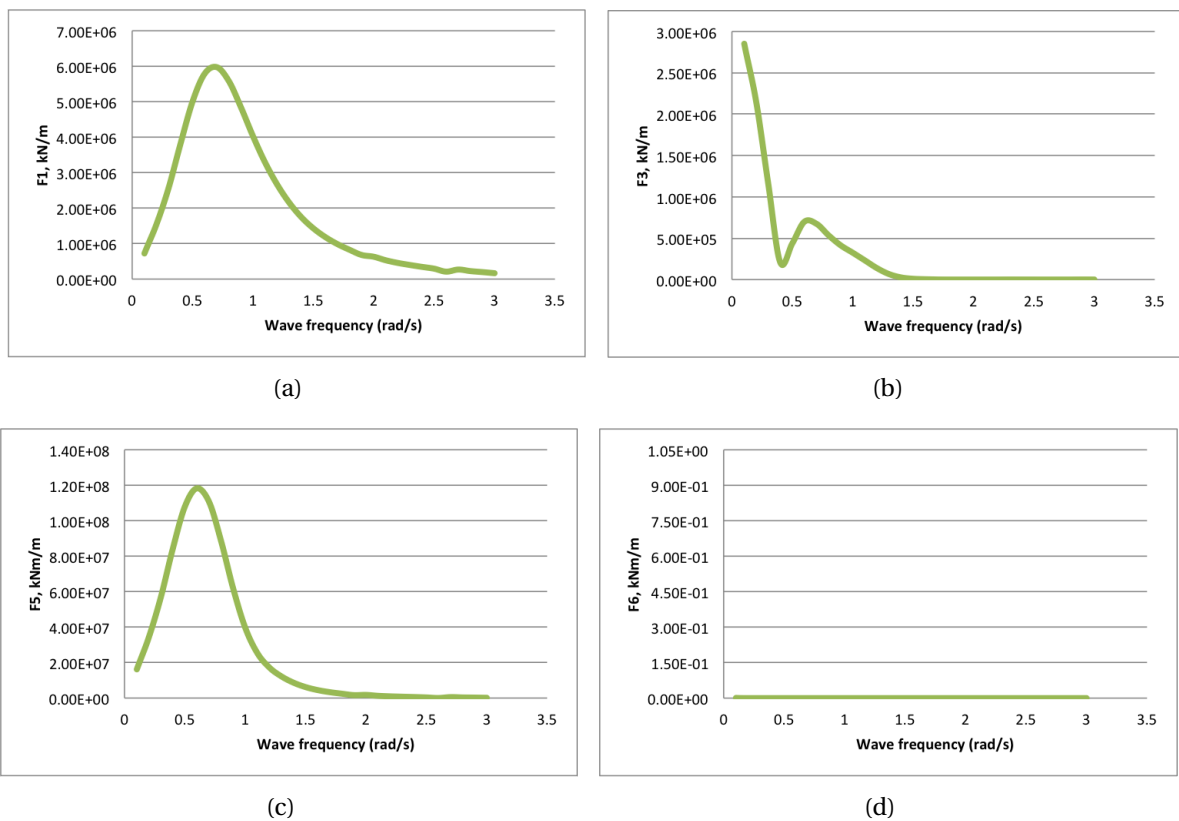 7.00E+06
6.00E+06
5.00E+06
4.00E+06
3.00E+06
2.00E+06
1.00E+06
0.00E+00
F1, kN/m
0 0.5 1 1.5 2 2.5 3 3.5
Wave frequency (rad/s)
(a)
3.00E+06
2.50E+06
2.00E+06
1.50E+06
1.00E+06
5.00E+05
0.00E+00
F3, kN/m
0 0.5 1 1.5 2 2.5 3 3.5
Wave frequency (rad/s)
(b)
1.40E+08
1.20E+08
1.00E+08
8.00E+07
6.00E+07
4.00E+07
2.00E+07
0.00E+00
F5, kNm/m
0 0.5 1 1.5 2 2.5 3 3.5
Wave frequency (rad/s)
(c)
1.05E+00
9.00E-01
7.50E-01
6.00E-01
4.50E-01
3.00E-01
1.50E-01
0.00E+00
F6, kNm/m
0 0.5 1 1.5 2 2.5 3 3.5
Wave frequency (rad/s)
(d)